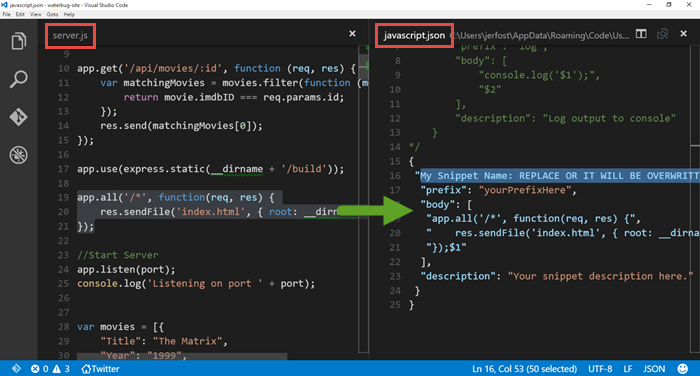 javascript.json - waterbug-site - Visual Studio Code
File Edit View Goto Help
server.js
9
10 app.get('/api/movies/:id', function (req, res) {
11 var matchingMovies = movies.filter(function (m
12 return movie.imdbID === req.params.id;
13 });
14 res.send(matchingMovies[0]);
15 });
16
17 app.use(express.static(__dirname + '/build'));
18
19 app.all('/*', function(req, res) {
20 res.sendFile('index.html', { root: __dirn
21 });
22
23 //Start Server
24 app.listen(port);
25 console.log('Listening on port ' + port);
26
27
28 var movies = [{
29 "Title": "The Matrix",
30 "Year": "1999",
javascript.json C:\Users\jerfost\AppData\Roaming\Code\Us...
"prefix": "log",
8 "body": [
9 "console.log('$1');",
10 "$2"
11 ],
12 "description": "Log output to console"
13 }
14 */
15 {
16 "My Snippet Name: REPLACE OR IT WILL BE OVERWRITT
17 "prefix": "yourPrefixHere",
18 "body": [
19 "app.all('/*', function(req, res) {",
20 " res.sendFile('index.html', { root: __dirna
21 "});$1"
22 ],
23 "description": "Your snippet description here."
24 }
25 }
0 3 Twitter
Ln 16, Col 53 (50 selected) UTF-8 LF JSON